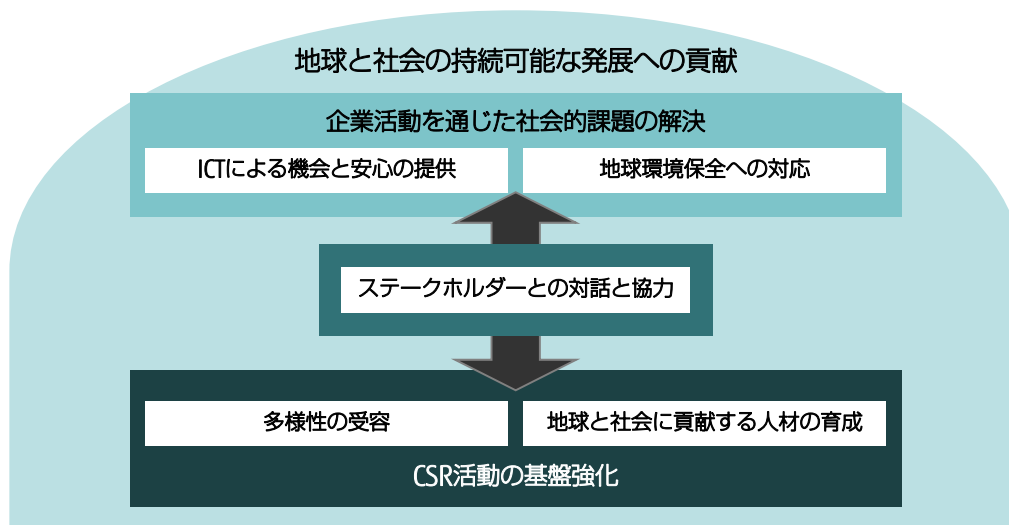 地球と社会の持続可能な発展への貢献
企業活動を通じた社会的課題の解決
ICTによる機会と安心の提供
地球環境保全への対応
ステークホルダーとの対話と協力
多様性の受容
地球と社会に貢献する人材の育成
CSR活動の基盤強化